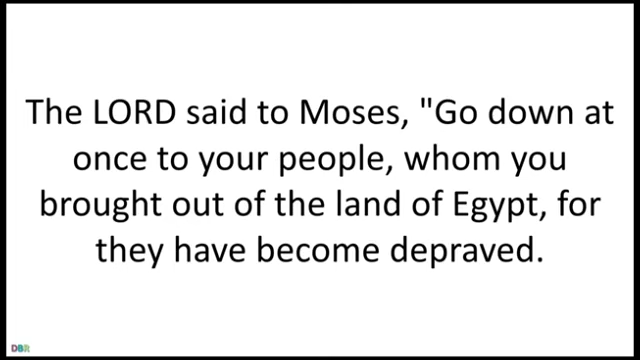 The LORD said to Moses, "Go down at
once to your people, whom you
brought out of the land of Egypt, for
they have become depraved.
DBR